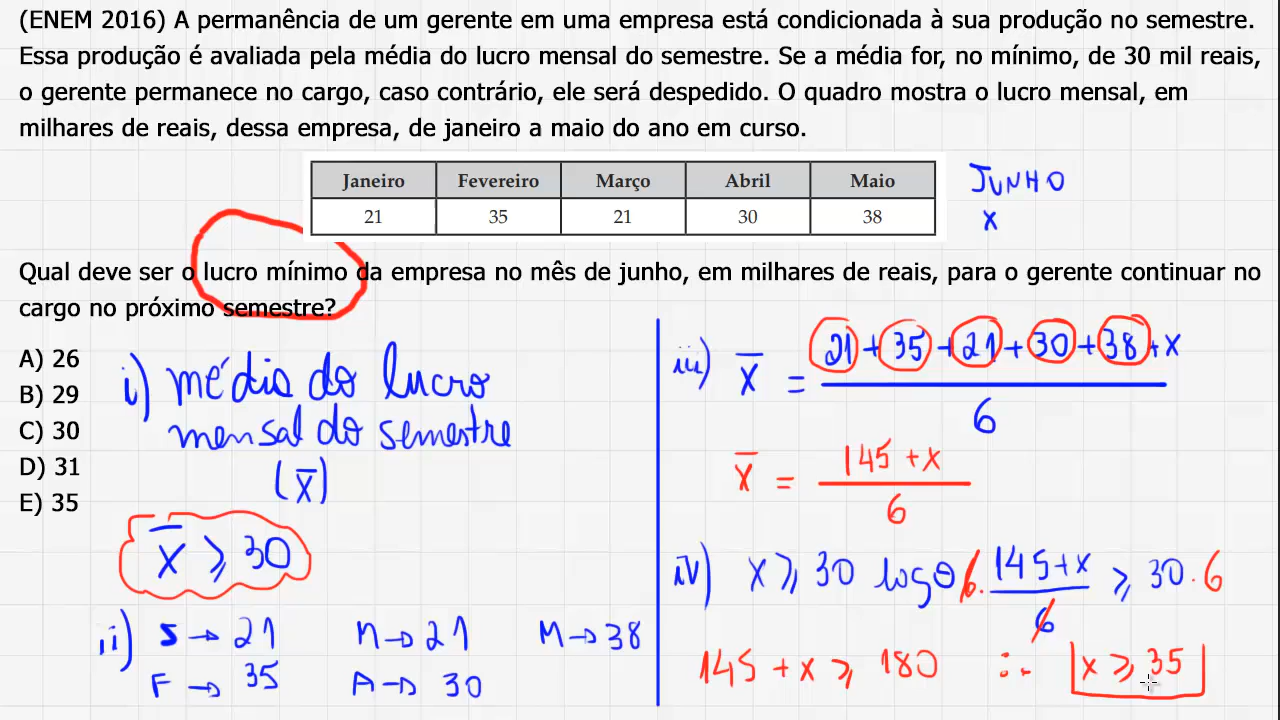 (ENEM 2016) A permanência de um gerente em uma empresa está condicionada à sua produção no semestre.
Essa produção é avaliada pela média do lucro mensal do semestre. Se a média for, no mínimo, de 30 mil reais,
o gerente permanece no cargo, caso contrário, ele será despedido. O quadro mostra o lucro mensal, em
milhares de reais, dessa empresa, de janeiro a maio do ano em curso.
Janeiro Fevereiro Março Abril Maio
21 35 21 30 38
JUNHO
x
Qual deve ser o lucro mínimo da empresa no mês de junho, em milhares de reais, para o gerente continuar no
cargo no próximo semestre?
A) 26
B) 29
C) 30
D) 31
E) 35
i) média do lucro
mensal do semestre
(x̅)
x̅ ⩾ 30
ii) J → 21 M → 21 M → 38
F → 35 A → 30
iii) x̅ = 21 + 35 + 21 + 30 + 38 + x
6
x̅ = 145 + x
6
iv) x ⩾ 30 logo 6 . 145 + x ⩾ 30 . 6
6
145 + x ⩾ 180 ∴ x ⩾ 35